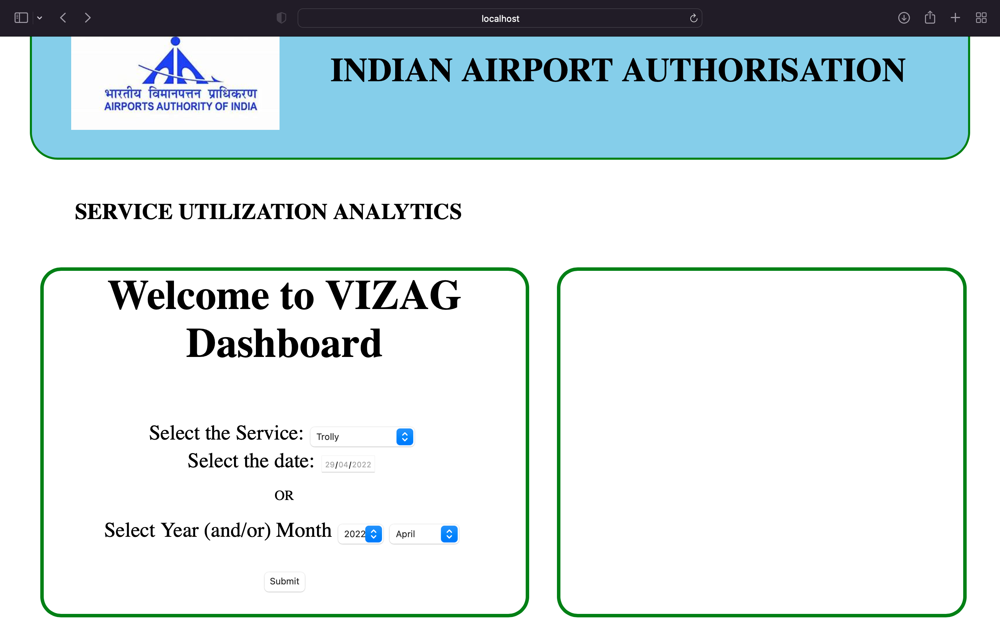 localhost
भारतीय विमानपत्तन प्राधिकरण
AIRPORTS AUTHORITY OF INDIA
INDIAN AIRPORT AUTHORISATION
SERVICE UTILIZATION ANALYTICS
Welcome to VIZAG
Dashboard
Select the Service: Trolly
Select the date: 29/04/2022
OR
Select Year (and/or) Month 2022 April
Submit